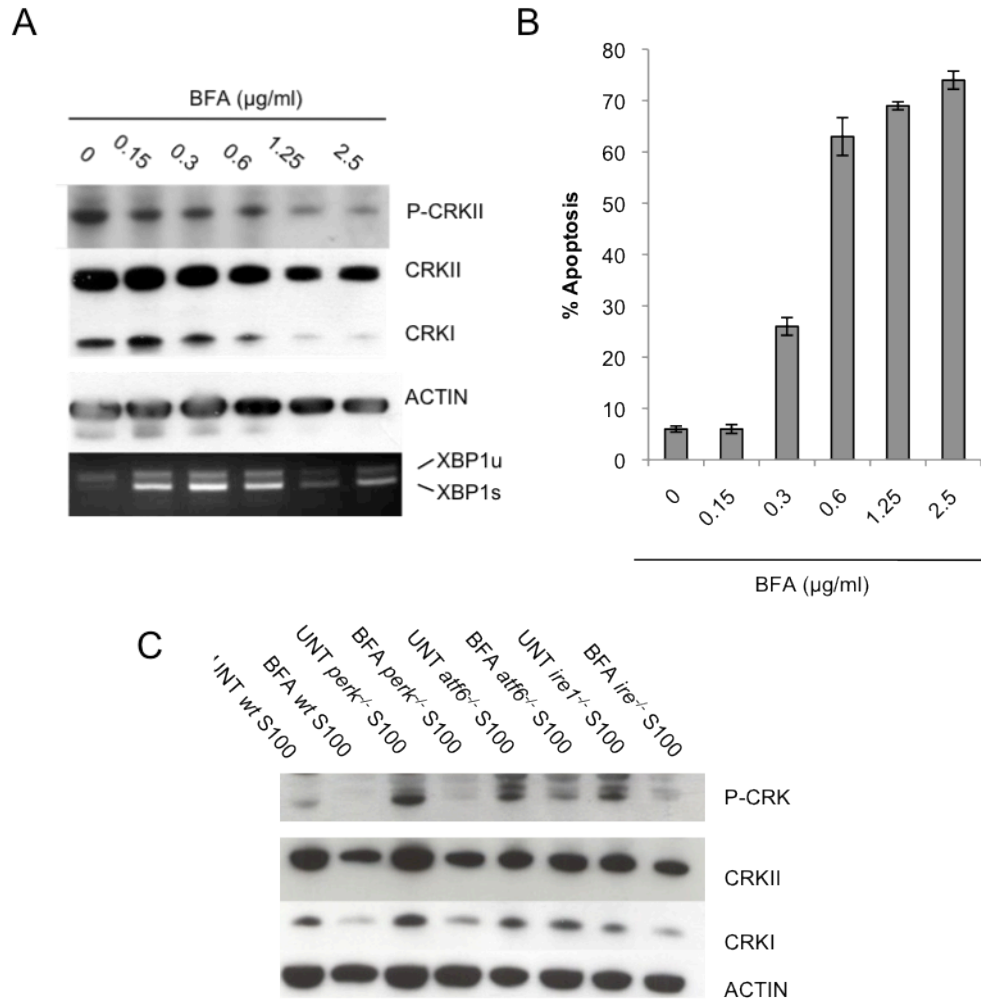 A
BFA (µg/ml)
0 0.15 0.3 0.6 1.25 2.5
P-CRKII
CRKII
CRKI
ACTIN
XBP1u
XBP1s
B
% Apoptosis
80
70
60
50
40
30
20
10
0
0 0.15 0.3 0.6 1.25 2.5
BFA (µg/ml)
C
wt S100
BFA wt S100
UNT perk-/- S100
BFA perk-/- S100
UNT atf6-/- S100
BFA atf6-/- S100
UNT ire1-/- S100
BFA ire-/- S100
P-CRK
CRKII
CRKI
ACTIN